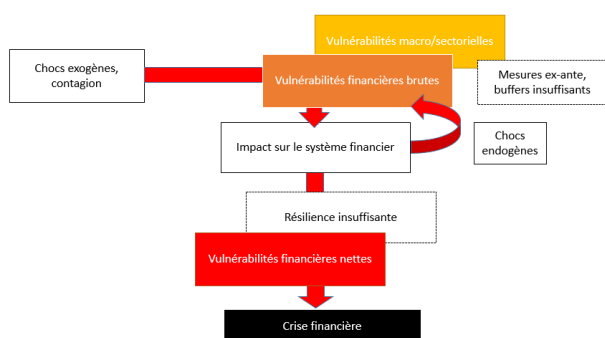 Vulnérabilités macro/sectorielles
Chocs exogènes,
contagion
Vulnérabilités financières brutes
Mesures ex-ante,
buffers insuffisants
Impact sur le système financier
Chocs
endogènes
Résilience insuffisante
Vulnérabilités financières nettes
Crise financière